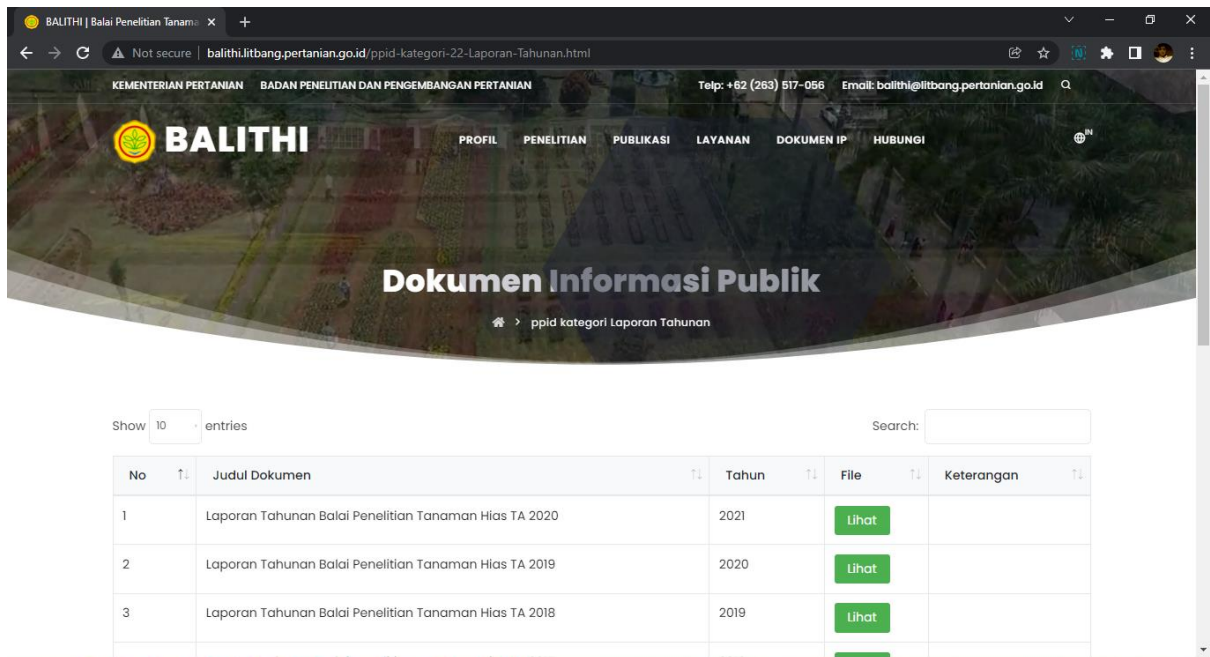 BALITHI | Balai Penelitian Tanama
Not secure | balithi.litbang.pertanian.go.id/ppid-kategori-22-Laporan-Tahunan.html
KEMENTERIAN PERTANIAN BADAN PENELITIAN DAN PENGEMBANGAN PERTANIAN Telp: +62 (263) 517-056 Email: balithi@litbang.pertanian.go.id
BALITHI PROFIL PENELITIAN PUBLIKASI LAYANAN DOKUMEN IP HUBUNGI IN
Dokumen Informasi Publik
> ppid kategori Laporan Tahunan
Show 10 entries Search:
No Judul Dokumen Tahun File Keterangan
1 Laporan Tahunan Balai Penelitian Tanaman Hias TA 2020 2021 Lihat
2 Laporan Tahunan Balai Penelitian Tanaman Hias TA 2019 2020 Lihat
3 Laporan Tahunan Balai Penelitian Tanaman Hias TA 2018 2019 Lihat